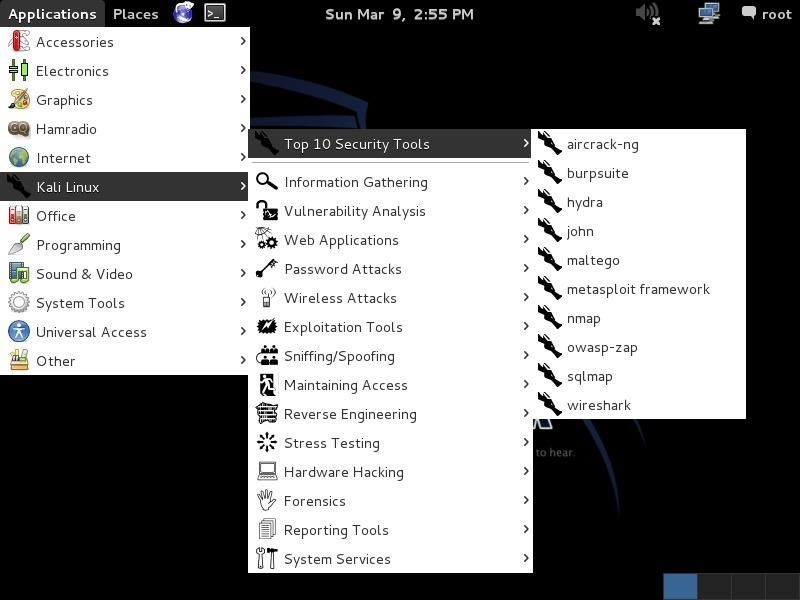 Applications Places Sun Mar 9, 2:55 PM root
Accessories
Electronics
Graphics
Hamradio
Internet
Kali Linux
Office
Programming
Sound & Video
System Tools
Universal Access
Other
Top 10 Security Tools
Information Gathering
Vulnerability Analysis
Web Applications
Password Attacks
Wireless Attacks
Exploitation Tools
Sniffing/Spoofing
Maintaining Access
Reverse Engineering
Stress Testing
Hardware Hacking
Forensics
Reporting Tools
System Services
aircrack-ng
burpsuite
hydra
john
maltego
metasploit framework
nmap
owasp-zap
sqlmap
wireshark
to hear.